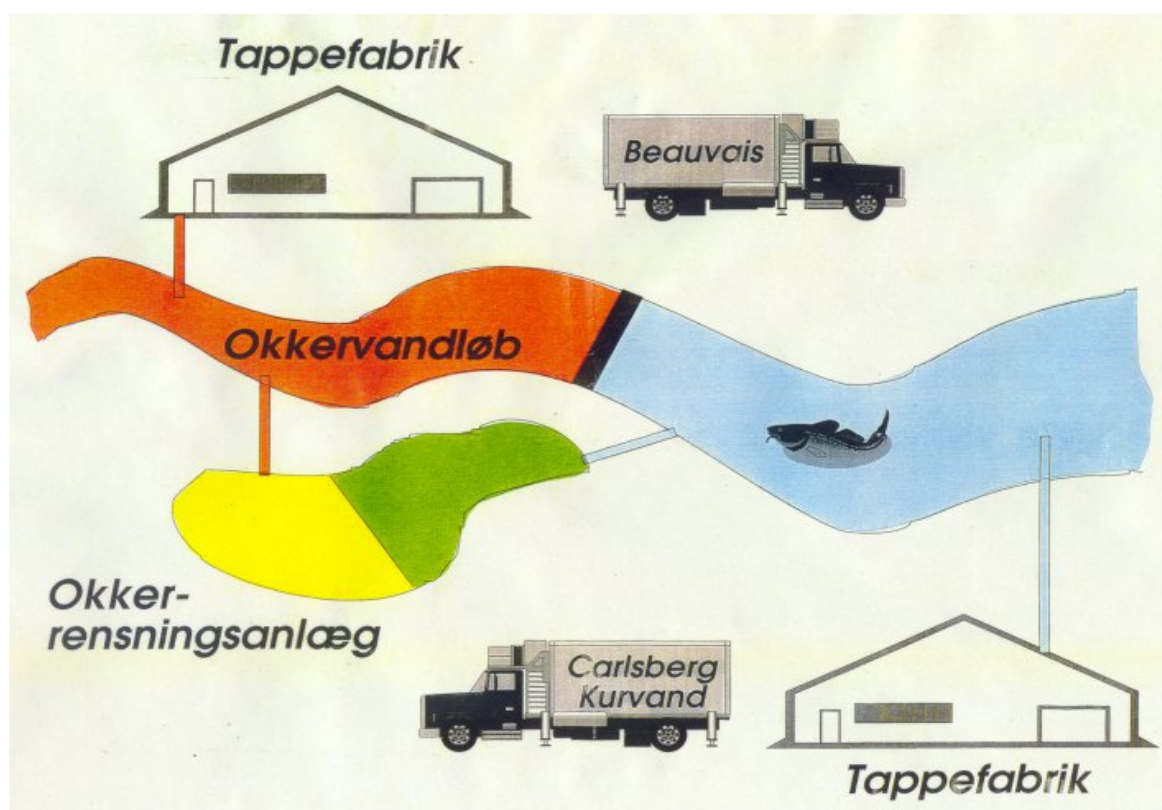 Tappefabrik
Beauvais
Okkervandløb
Okker-
rensningsanlæg
Carlsberg
Kurvand
Tappefabrik